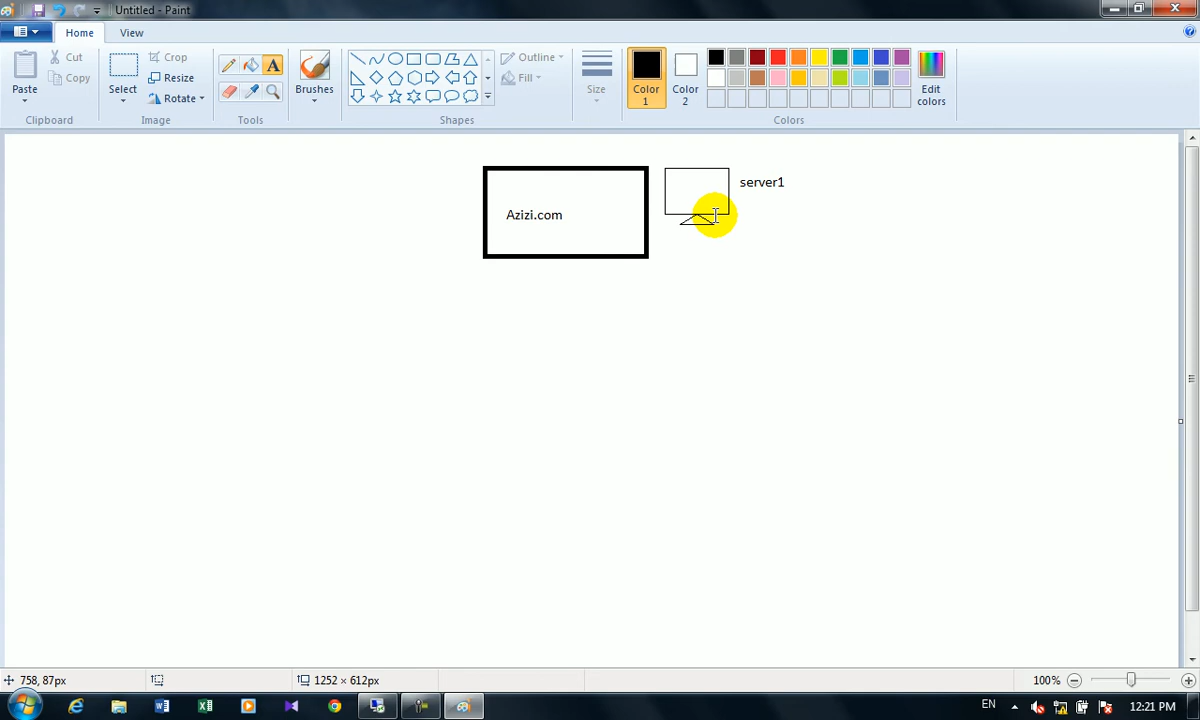 Untitled - Paint
Home
View
Paste
Cut
Copy
Clipboard
Select
Crop
Resize
Rotate
Image
A
Tools
Brushes
Outline
Fill
Shapes
Size
Color 1
Color 2
Edit colors
Colors
Azizi.com
server1
758, 87px
1252 × 612px
100%
EN
12:21 PM